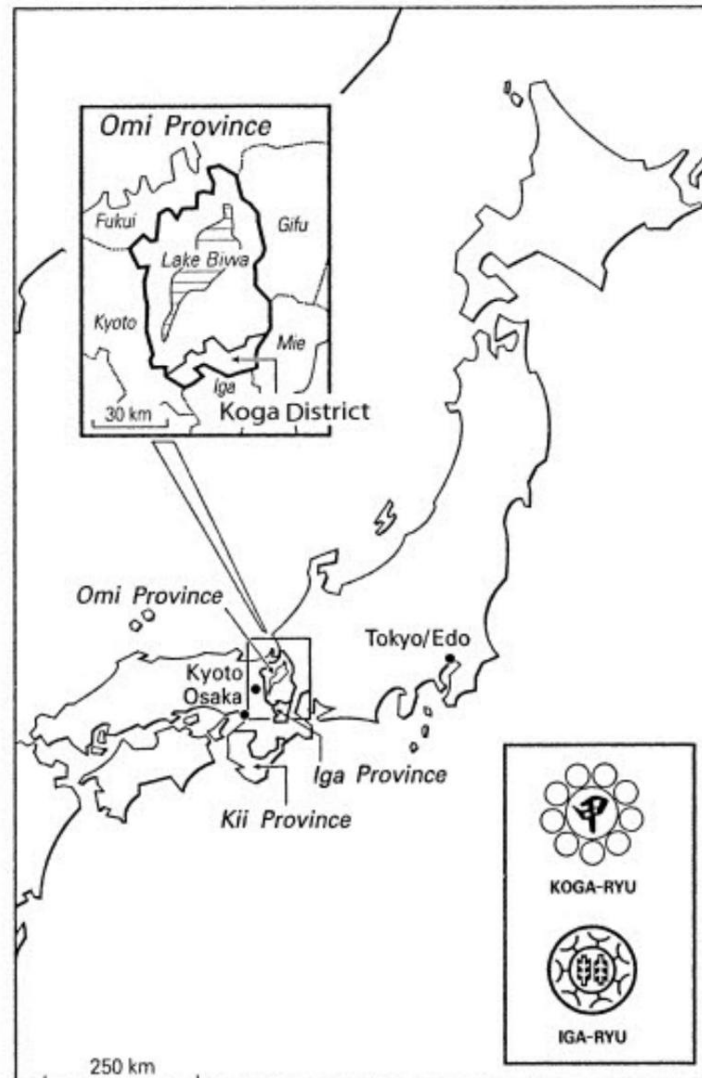 Omi Province
Fukui
Gifu
Lake Biwa
Kyoto
Mie
Iga
30 km
Koga District
Omi Province
Tokyo/Edo
Kyoto
Osaka
Iga Province
Kii Province
甲
KOGA-RYU
IGA-RYU
250 km